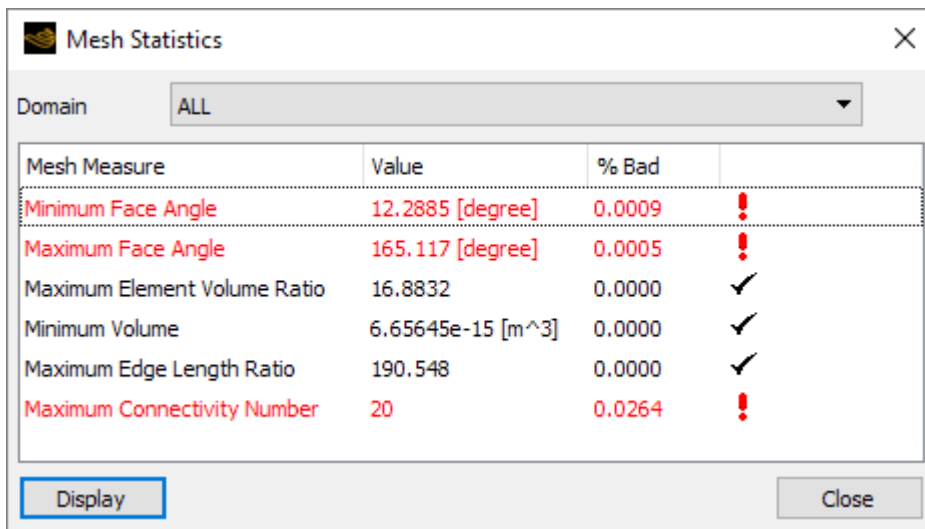 Mesh Statistics
Domain ALL
Mesh Measure Value % Bad
Minimum Face Angle 12.2885 [degree] 0.0009
Maximum Face Angle 165.117 [degree] 0.0005
Maximum Element Volume Ratio 16.8832 0.0000
Minimum Volume 6.65645e-15 [m^3] 0.0000
Maximum Edge Length Ratio 190.548 0.0000
Maximum Connectivity Number 20 0.0264
Display Close